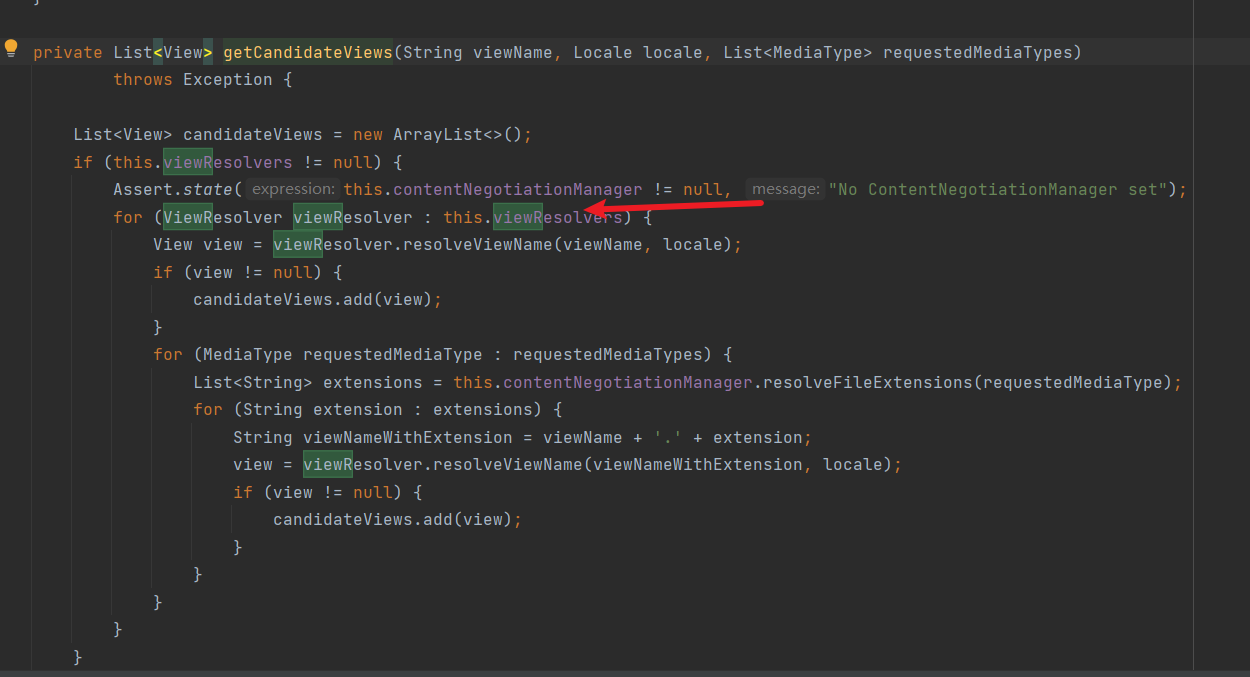 }
private List<View> getCandidateViews(String viewName, Locale locale, List<MediaType> requestedMediaTypes)
        throws Exception {
    List<View> candidateViews = new ArrayList<>();
    if (this.viewResolvers != null) {
        Assert.state( expression: this.contentNegotiationManager != null, message: "No ContentNegotiationManager set");
        for (ViewResolver viewResolver : this.viewResolvers) {
            View view = viewResolver.resolveViewName(viewName, locale);
            if (view != null) {
                candidateViews.add(view);
            }
            for (MediaType requestedMediaType : requestedMediaTypes) {
                List<String> extensions = this.contentNegotiationManager.resolveFileExtensions(requestedMediaType);
                for (String extension : extensions) {
                    String viewNameWithExtension = viewName + '.' + extension;
                    view = viewResolver.resolveViewName(viewNameWithExtension, locale);
                    if (view != null) {
                        candidateViews.add(view);
                    }
                }
            }
        }
    }